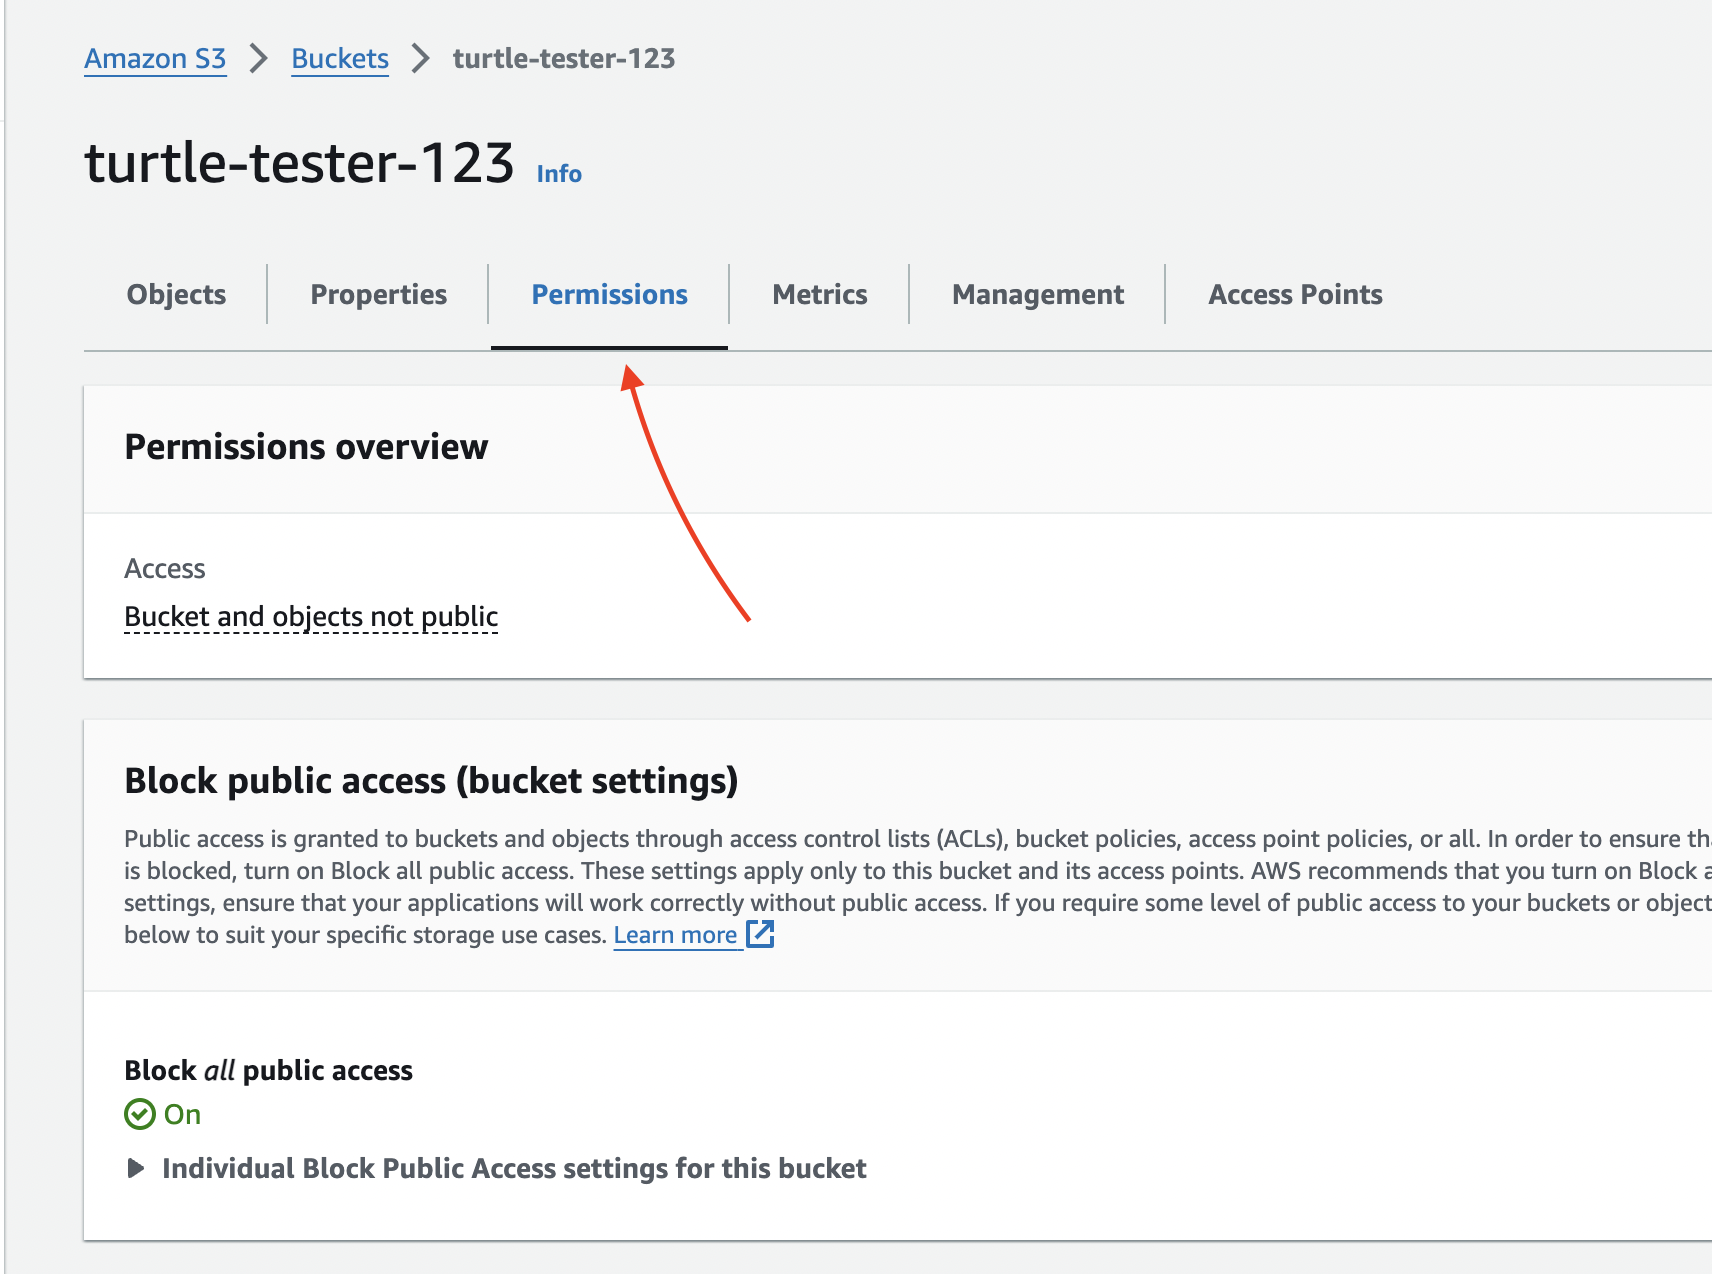 Amazon S3 > Buckets > turtle-tester-123
turtle-tester-123 Info
Objects Properties Permissions Metrics Management Access Points
Permissions overview
Access
Bucket and objects not public
Block public access (bucket settings)
Public access is granted to buckets and objects through access control lists (ACLs), bucket policies, access point policies, or all. In order to ensure
is blocked, turn on Block all public access. These settings apply only to this bucket and its access points. AWS recommends that you turn on Block
settings, ensure that your applications will work correctly without public access. If you require some level of public access to your buckets or object
below to suit your specific storage use cases. Learn more
Block all public access
On
Individual Block Public Access settings for this bucket